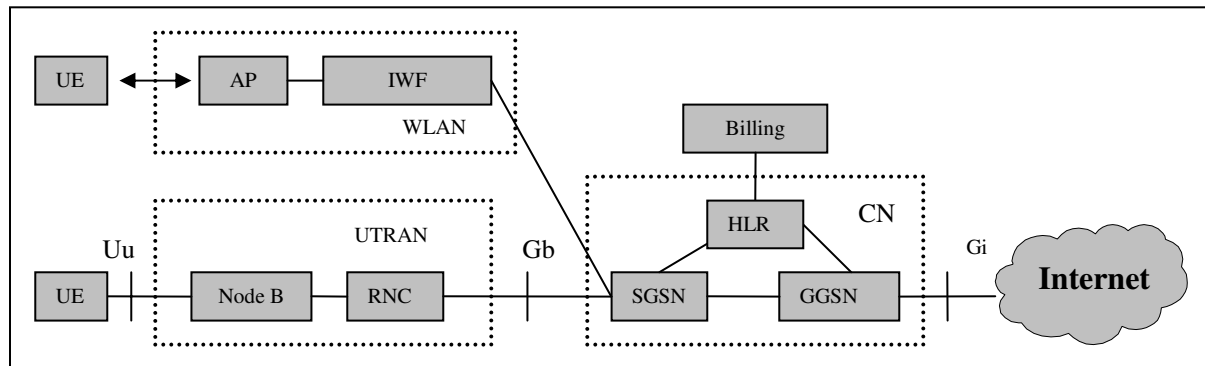 UE
AP
IWF
WLAN
Billing
UTRAN
HLR
CN
Uu
Gb
Gi
UE
Node B
RNC
SGSN
GGSN
Internet